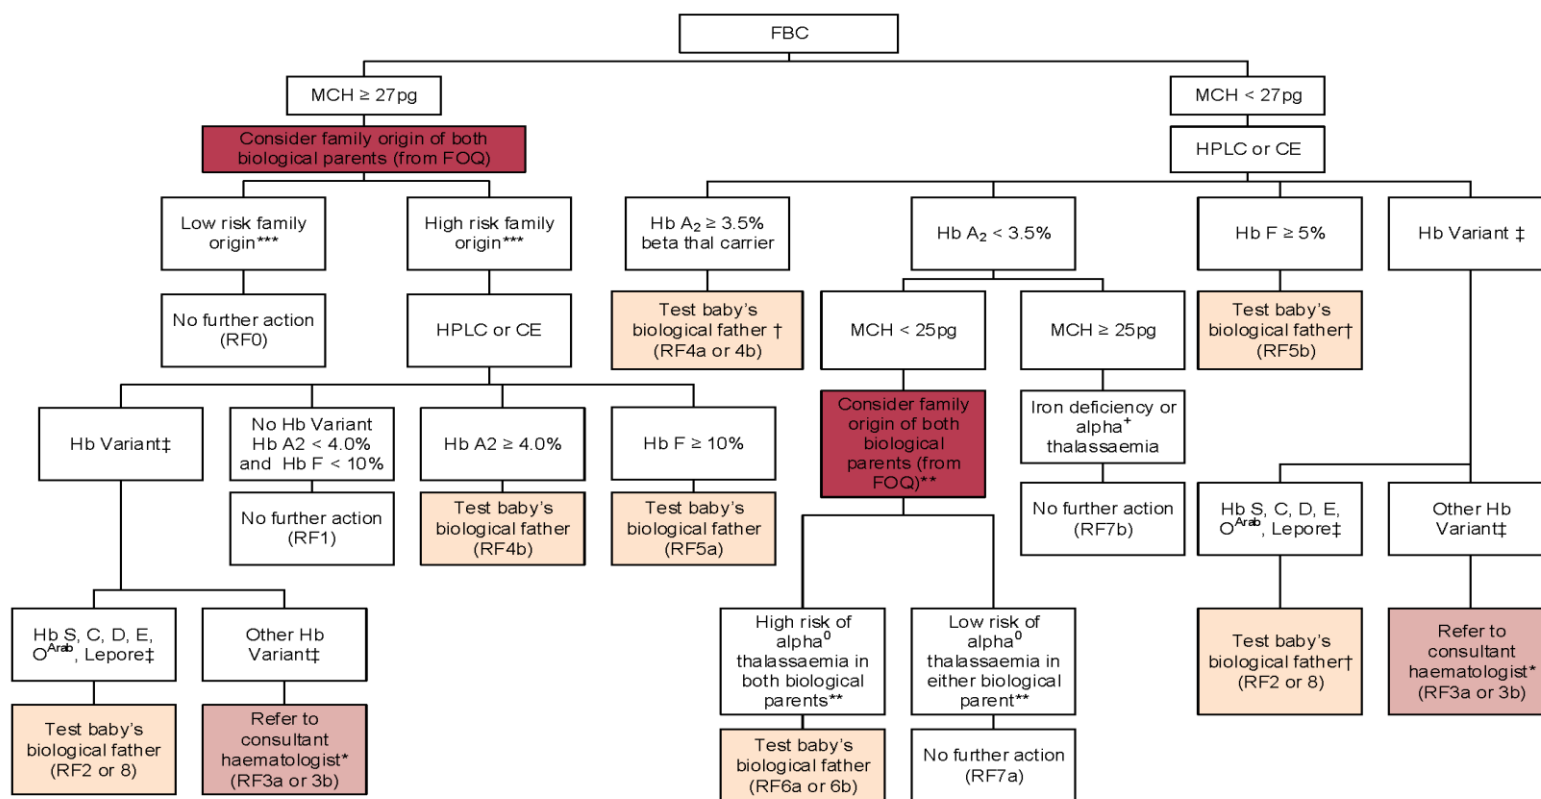 FBC
MCH ≥ 27pg
MCH < 27pg
Consider family origin of both
biological parents (from FOQ)
HPLC or CE
Low risk family
origin***
High risk family
origin***
Hb A₂ ≥ 3.5%
beta thal carrier
Hb A₂ < 3.5%
Hb F ≥ 5%
Hb Variant ‡
No further action
(RF0)
HPLC or CE
Test baby's
biological father †
(RF4a or 4b)
MCH < 25pg
MCH ≥ 25pg
Test baby's
biological father†
(RF5b)
Hb Variant‡
No Hb Variant
Hb A2 < 4.0%
and Hb F < 10%
Hb A2 ≥ 4.0%
Hb F ≥ 10%
Consider family
origin of both
biological
parents (from
FOQ)**
Iron deficiency or
alpha⁺
thalassaemia
No further action
(RF1)
Test baby's
biological father
(RF4b)
Test baby's
biological father
(RF5a)
No further action
(RF7b)
Hb S, C, D, E,
Oᴬʳᵃᵇ, Lepore‡
Other Hb
Variant‡
Hb S, C, D, E,
Oᴬʳᵃᵇ, Lepore‡
Other Hb
Variant‡
High risk of
alpha⁰
thalassaemia in
both biological
parents**
Low risk of
alpha⁰
thalassaemia in
either biological
parent**
Test baby's
biological father†
(RF2 or 8)
Refer to
consultant
haematologist*
(RF3a or 3b)
Test baby's
biological father
(RF2 or 8)
Refer to
consultant
haematologist*
(RF3a or 3b)
Test baby's
biological father
(RF6a or 6b)
No further action
(RF7a)